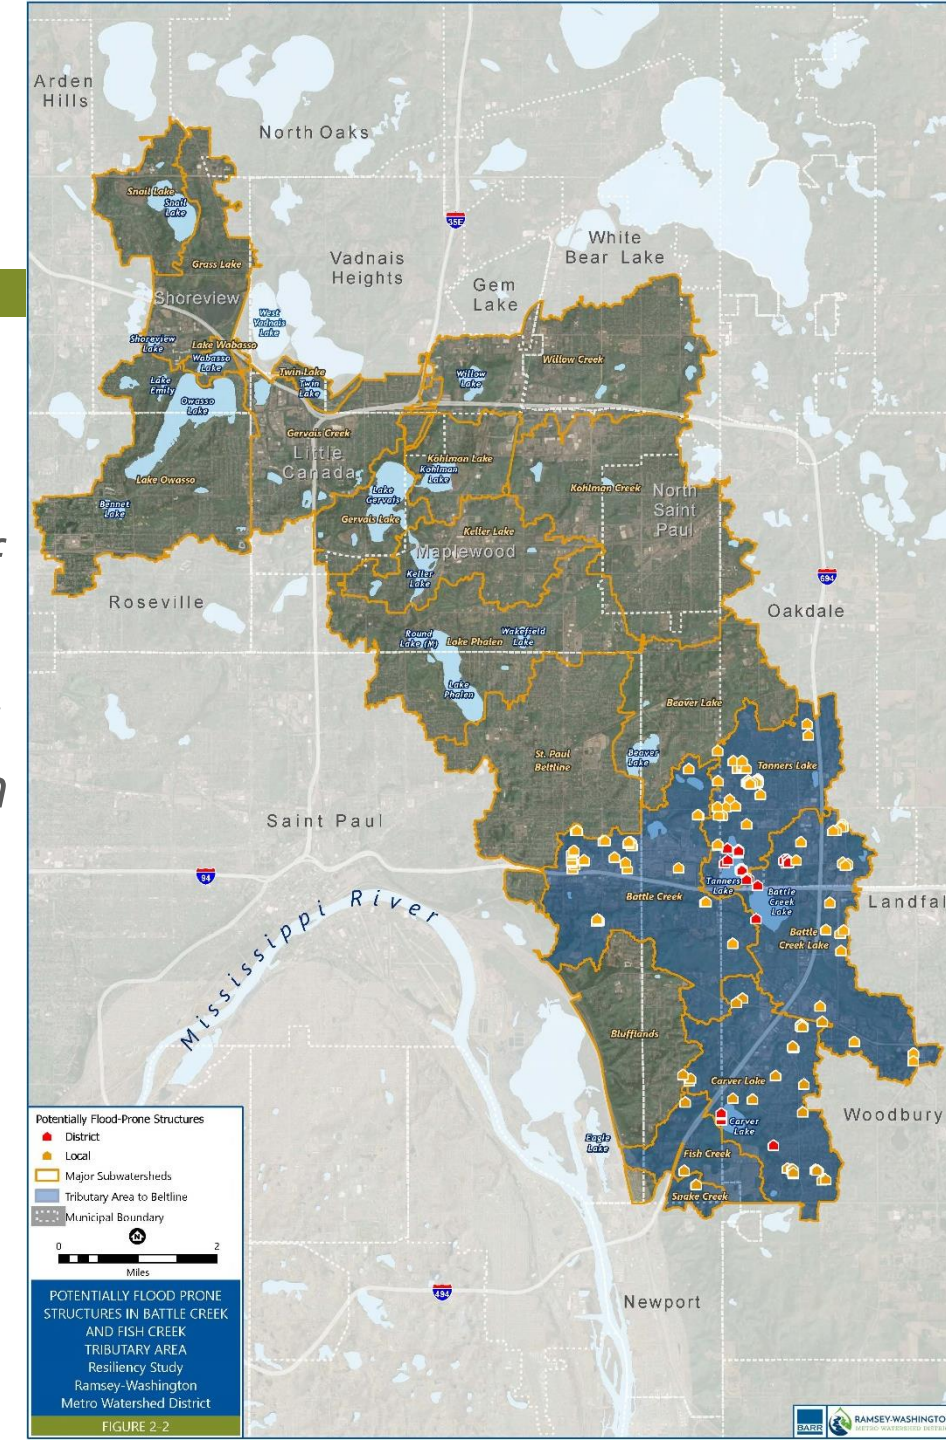 Arden
Hills
North Oaks
Snail Lake
Snail
Lake
35E
White
Bear Lake
Vadnais
Heights
Grass Lake
Gem
Lake
Shoreview
West
Vadnais
Lake
Shoreview
Lake
Lake Wabasso
Wabasso
Lake
Willow Creek
Twin Lake
Twin
Lake
Willow
Lake
Lake
Emily
Owasso
Lake
Gervais Creek
Little
Canada
Kohlman Lake
Kohlman
Lake
Lake Owasso
Kohlman Creek
North
Saint
Paul
Lake
Gervais
Bennet
Lake
Gervais Lake
Keller Lake
Maplewood
Keller
Lake
694
Roseville
Oakdale
Round
Lake (M)
Lake Phalen
Wakefield
Lake
Lake
Phalen
Beaver Lake
St. Paul
Beltline
Beaver
Lake
Tanners Lake
Saint Paul
94
Tanners
Lake
Battle Creek
Battle
Creek
Lake
Landfal
Mississippi River
Battle
Creek Lake
Blufflands
Carver Lake
Woodbury
Carver
Lake
Eagle
Lake
Fish Creek
Snake Creek
494
Newport
Potentially Flood-Prone Structures
District
Local
Major Subwatersheds
Tributary Area to Beltline
Municipal Boundary
N
0 2
Miles
POTENTIALLY FLOOD PRONE
STRUCTURES IN BATTLE CREEK
AND FISH CREEK
TRIBUTARY AREA
Resiliency Study
Ramsey-Washington
Metro Watershed District
FIGURE 2-2
BARR
RAMSEY-WASHINGTO
METRO WATERSHED DISTRI